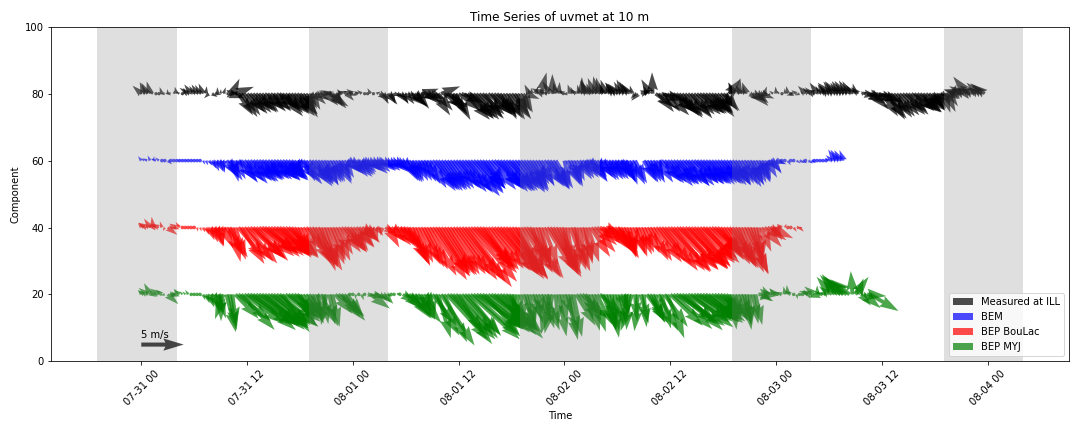 Time Series of uvmet at 10 m
Component
100
80
60
40
20
0
5 m/s
Measured at ILL
BEM
BEP BouLac
BEP MYJ
07-31 00
07-31 12
08-01 00
08-01 12
08-02 00
08-02 12
08-03 00
08-03 12
08-04 00
Time